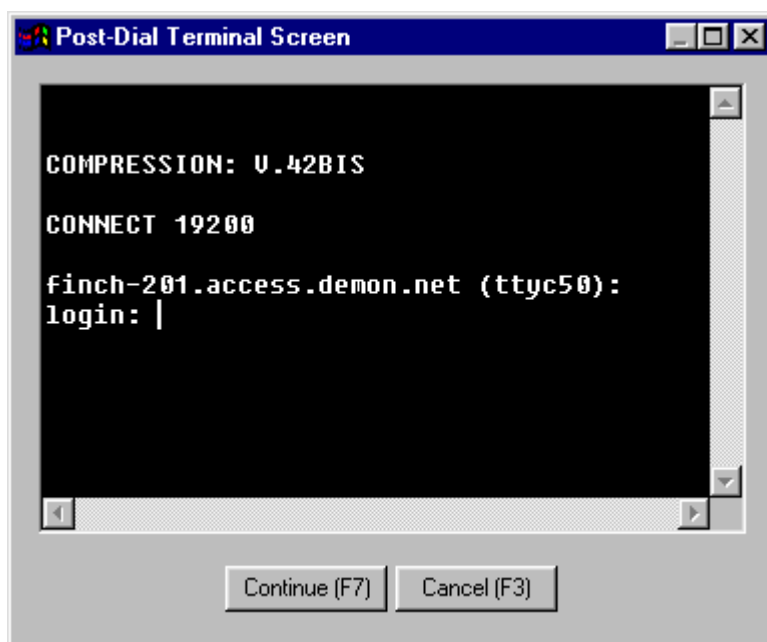 Post-Dial Terminal Screen
COMPRESSION: V.42BIS
CONNECT 19200
finch-201.access.demon.net (ttyc50):
login:
Continue (F7) Cancel (F3)